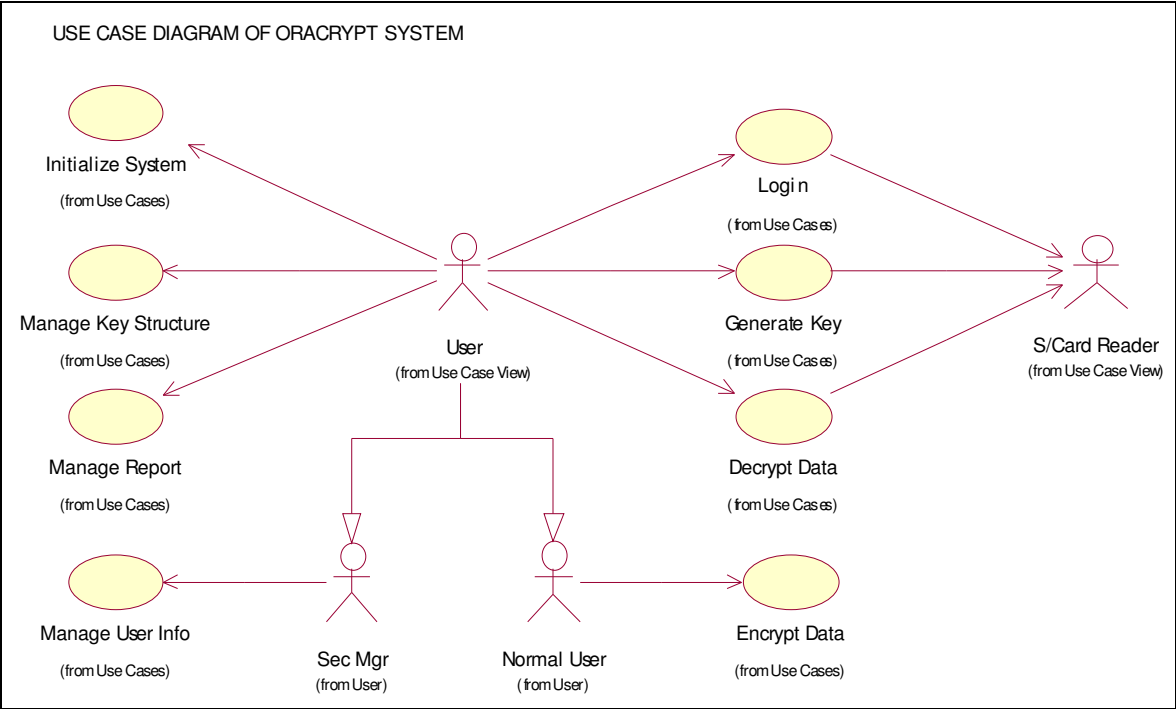 USE CASE DIAGRAM OF ORACRYPT SYSTEM
Initialize System
(from Use Cases)
Login
(from Use Cases)
Manage Key Structure
(from Use Cases)
User
(from Use Case View)
Generate Key
(from Use Cases)
S/Card Reader
(from Use Case View)
Manage Report
(from Use Cases)
Decrypt Data
(from Use Cases)
Manage User Info
(from Use Cases)
Sec Mgr
(from User)
Normal User
(from User)
Encrypt Data
(from Use Cases)